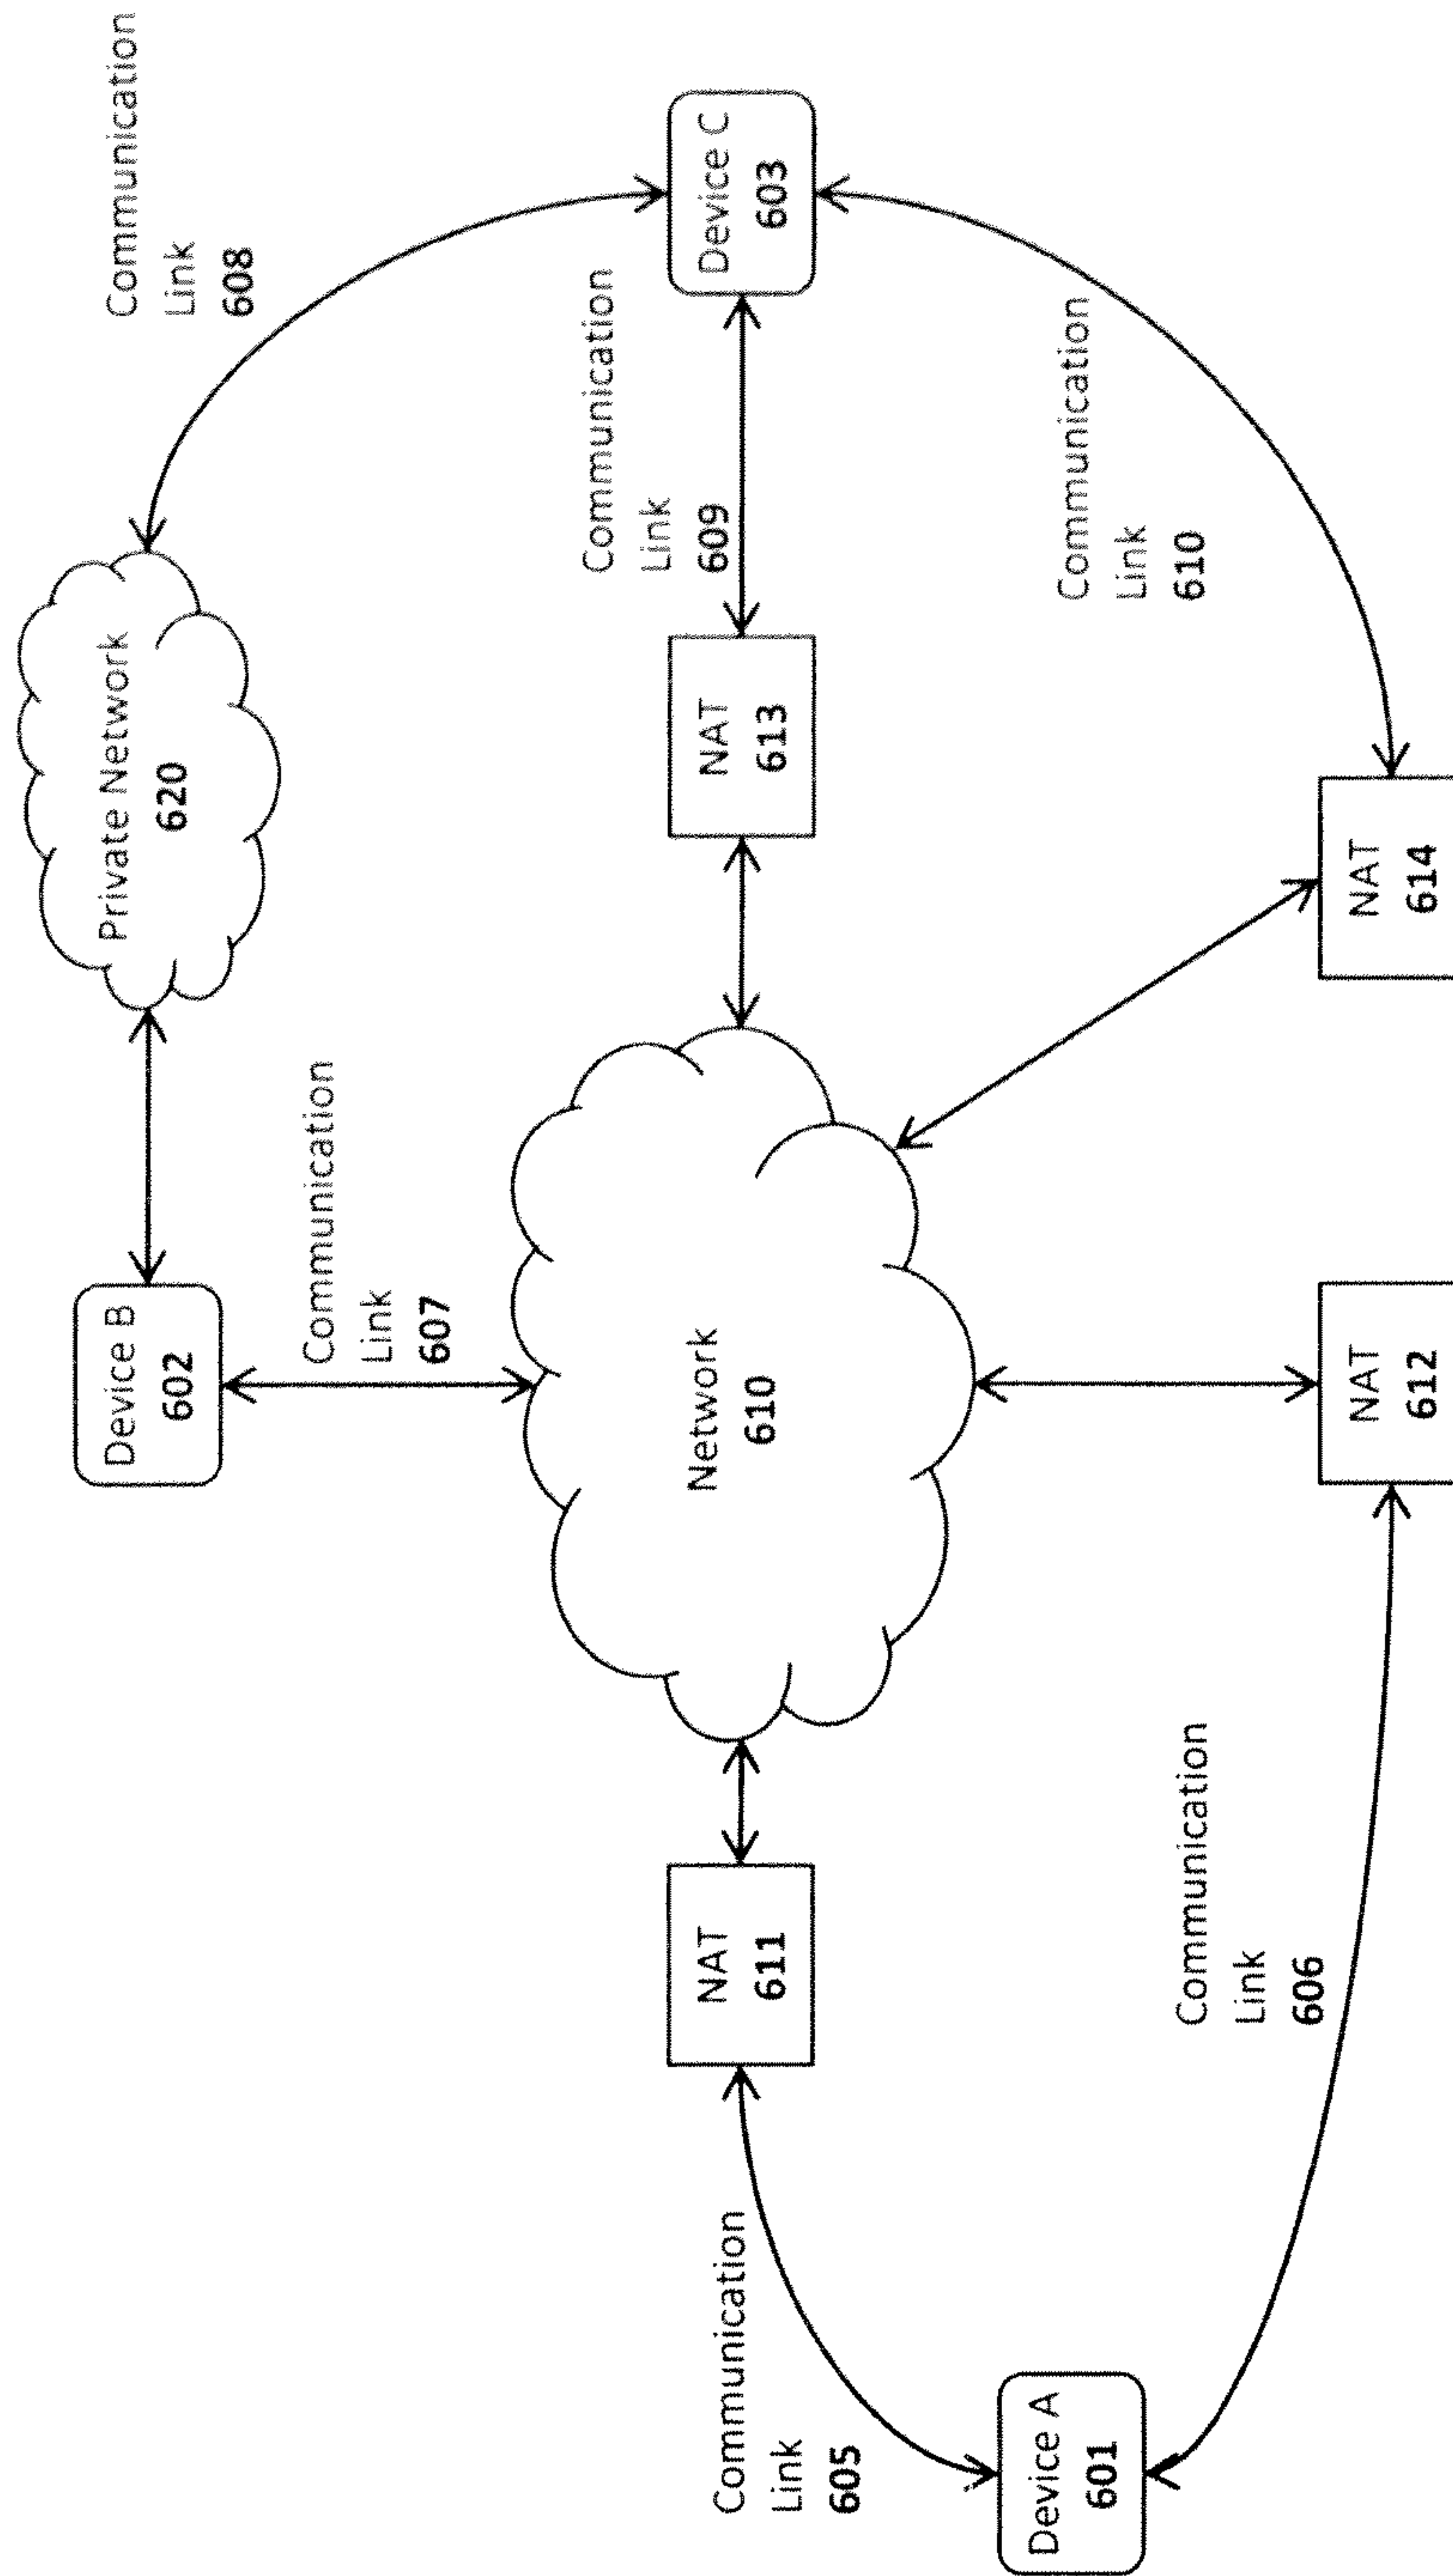 Device B
602
Private Network
620
Communication
Link
608
Communication
Link
607
Communication
Link
605
NAT
611
Network
610
NAT
613
Communication
Link
609
Device C
603
Device A
601
Communication
Link
606
Communication
Link
610
NAT
612
NAT
614